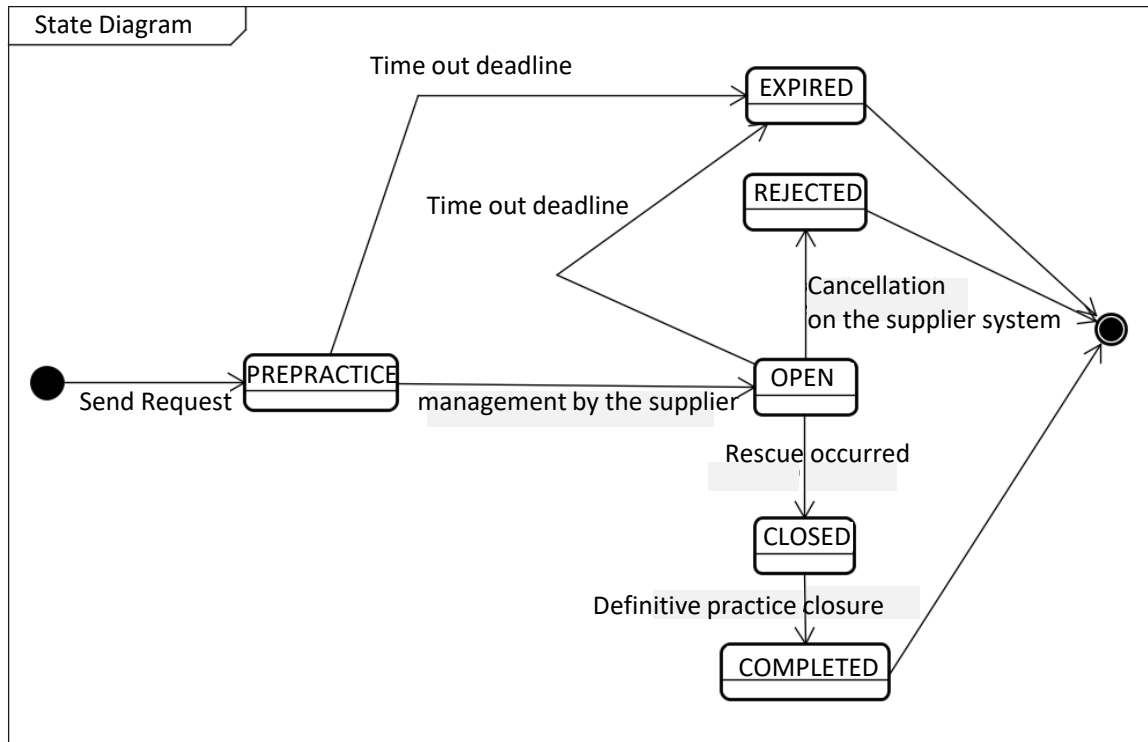 State Diagram
Time out deadline
EXPIRED
REJECTED
Time out deadline
Cancellation
on the supplier system
PREPRACTICE
OPEN
Send Request
management by the supplier
Rescue occurred
CLOSED
Definitive practice closure
COMPLETED